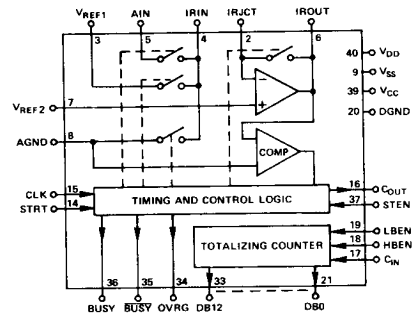 VREF1 AIN IRIN IRJCT IROUT
3 5 4 2 6
40 VDD
9 VSS
39 VCC
20 DGND
VREF2 7
- +
AGND 8
COMP
CLK 15
STRT 14
TIMING AND CONTROL LOGIC
16 COUT
37 STEN
TOTALIZING COUNTER
19 LBEN
18 HBEN
17 CIN
36 35 34 33 21
BUSY BUSY OVRG DB12 DB0